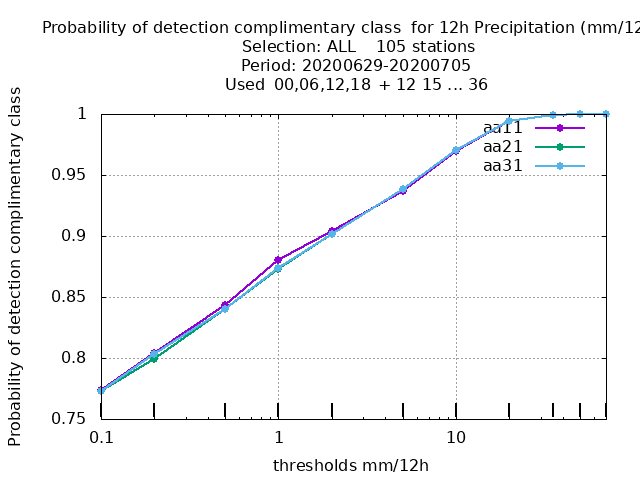 Probability of detection complimentary class for 12h Precipitation (mm/12
Selection: ALL 105 stations
Period: 20200629-20200705
Used 00,06,12,18 + 12 15 ... 36
Probability of detection complimentary class
1
0.95
0.9
0.85
0.8
0.75
aa11
aa21
aa31
0.1 1 10
thresholds mm/12h